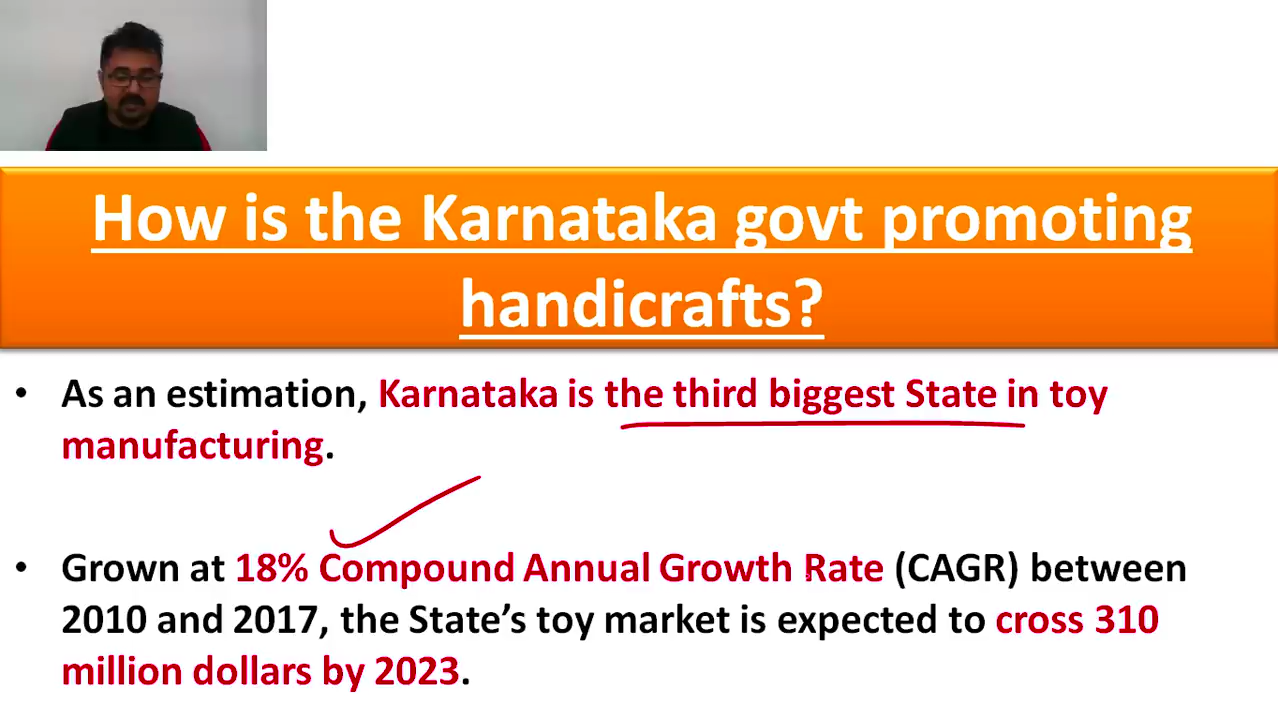 How is the Karnataka govt promoting
handicrafts?
• As an estimation, Karnataka is the third biggest State in toy
manufacturing.
• Grown at 18% Compound Annual Growth Rate (CAGR) between
2010 and 2017, the State’s toy market is expected to cross 310
million dollars by 2023.